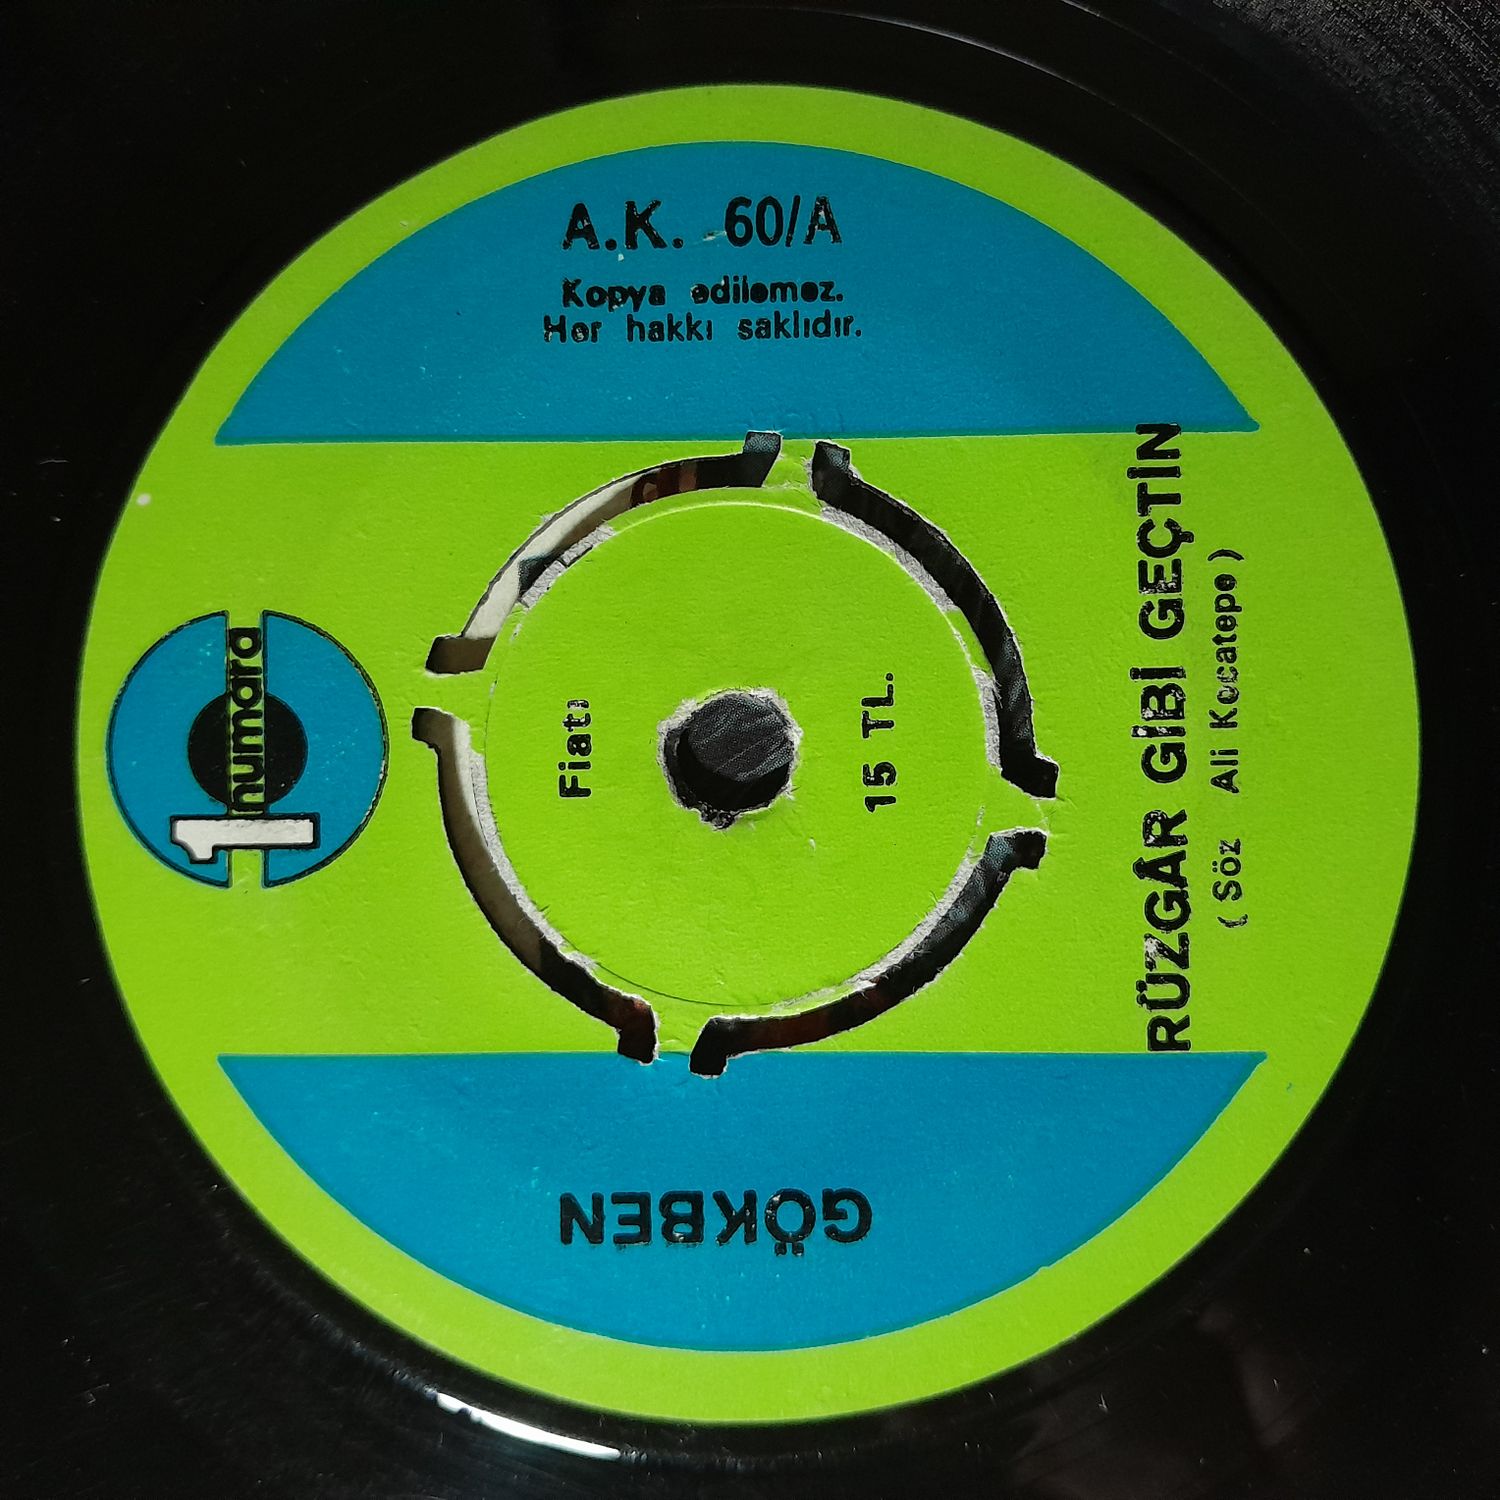 A.K. 60/A
Kopya edilemez.
Her hakkı saklıdır.
1 numara
Fiatı
15 TL.
RÜZGAR GİBİ GEÇTİN
( Söz Ali Kocatepe )
GÖKBEN